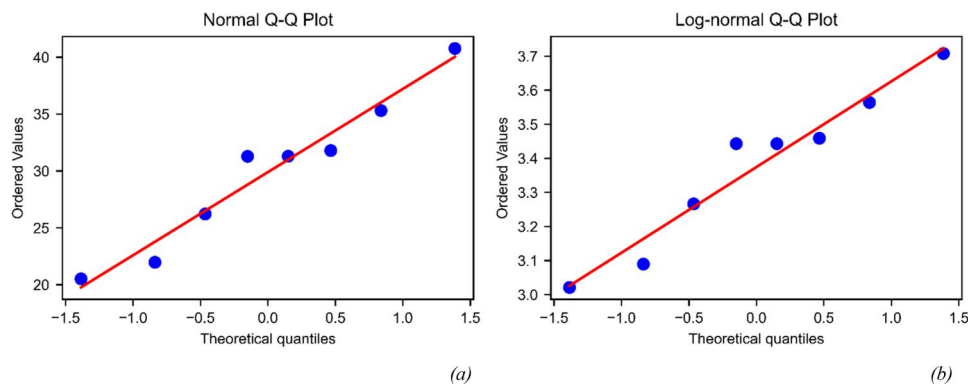 Normal Q-Q Plot
Ordered Values
40
35
30
25
20
−1.5 −1.0 −0.5 0.0 0.5 1.0 1.5
Theoretical quantiles
(a)
Log-normal Q-Q Plot
Ordered Values
3.7
3.6
3.5
3.4
3.3
3.2
3.1
3.0
−1.5 −1.0 −0.5 0.0 0.5 1.0 1.5
Theoretical quantiles
(b)